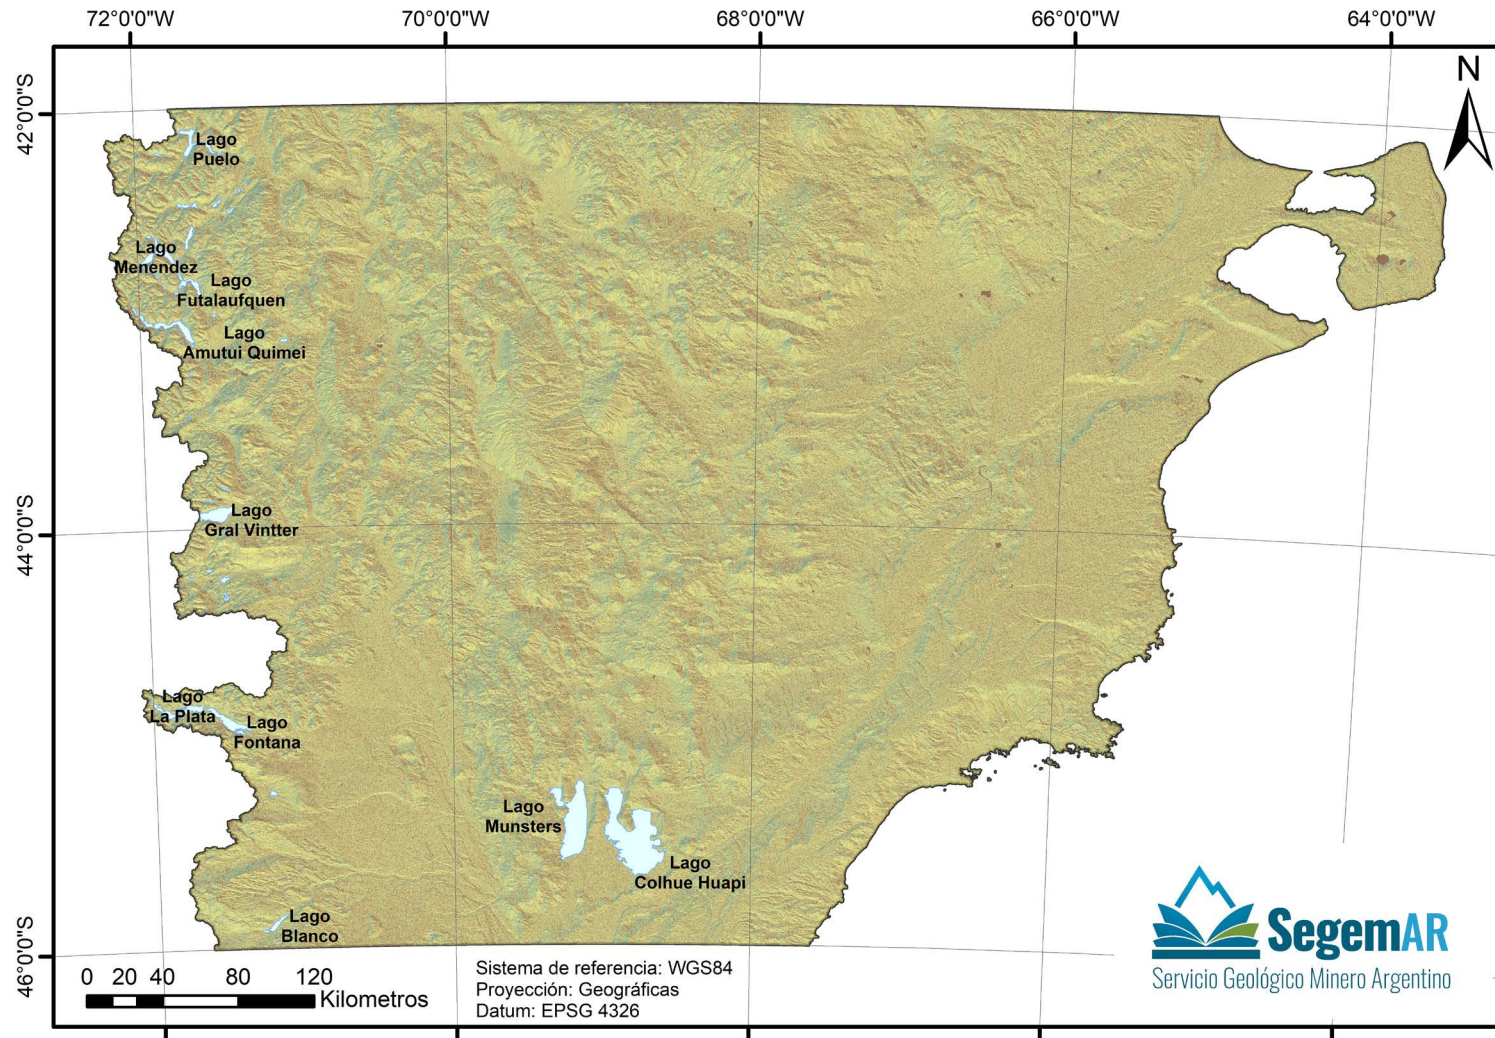 72°0'0"W
70°0'0"W
68°0'0"W
66°0'0"W
64°0'0"W
42°0'0"S
N
Lago
Puelo
Lago
Menendez
Lago
Futalaufquen
Lago
Amutui Quimei
44°0'0"S
Lago
Gral Vintter
Lago
La Plata
Lago
Fontana
Lago
Munsters
Lago
Colhue Huapi
Lago
Blanco
46°0'0"S
0 20 40 80 120
Kilometros
Sistema de referencia: WGS84
Proyección: Geográficas
Datum: EPSG 4326
SegemAR
Servicio Geológico Minero Argentino